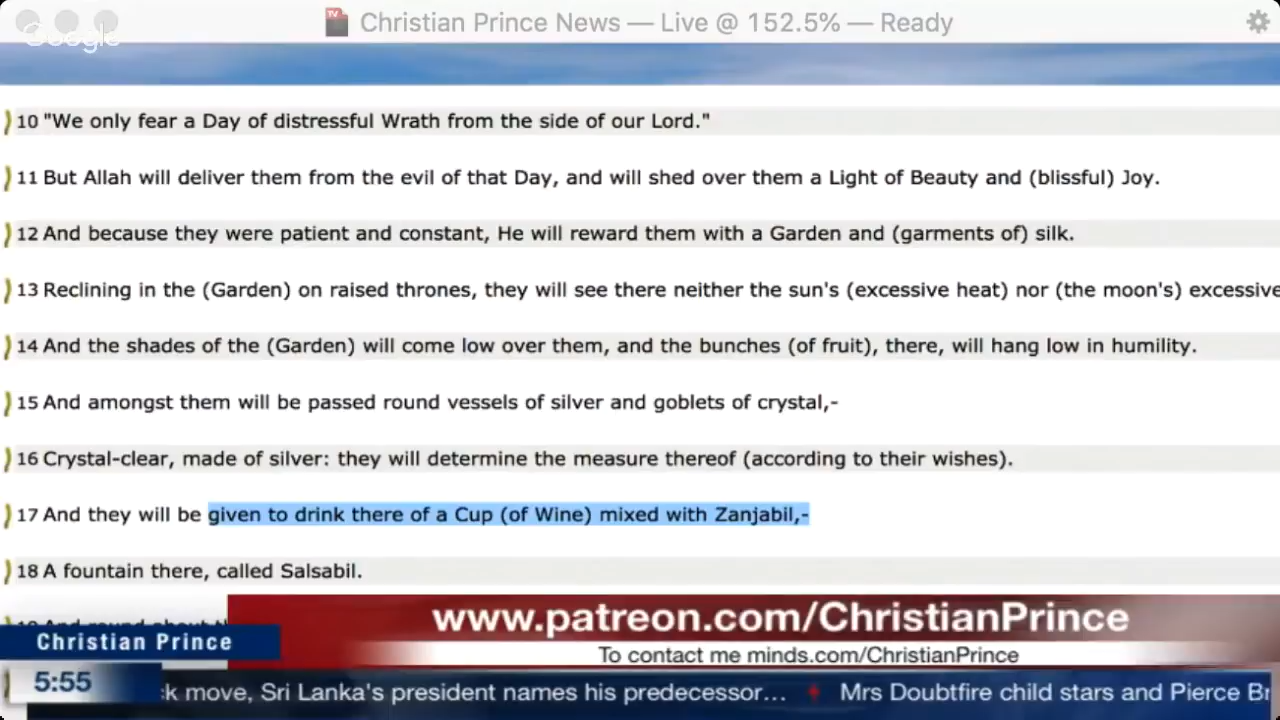 Christian Prince News — Live @ 152.5% — Ready
Google
10 "We only fear a Day of distressful Wrath from the side of our Lord."
11 But Allah will deliver them from the evil of that Day, and will shed over them a Light of Beauty and (blissful) Joy.
12 And because they were patient and constant, He will reward them with a Garden and (garments of) silk.
13 Reclining in the (Garden) on raised thrones, they will see there neither the sun's (excessive heat) nor (the moon's) excessive
14 And the shades of the (Garden) will come low over them, and the bunches (of fruit), there, will hang low in humility.
15 And amongst them will be passed round vessels of silver and goblets of crystal,-
16 Crystal-clear, made of silver: they will determine the measure thereof (according to their wishes).
17 And they will be given to drink there of a Cup (of Wine) mixed with Zanjabil,-
18 A fountain there, called Salsabil.
www.patreon.com/ChristianPrince
Christian Prince
To contact me minds.com/ChristianPrince
5:55 k move, Sri Lanka's president names his predecessor... Mrs Doubtfire child stars and Pierce Br